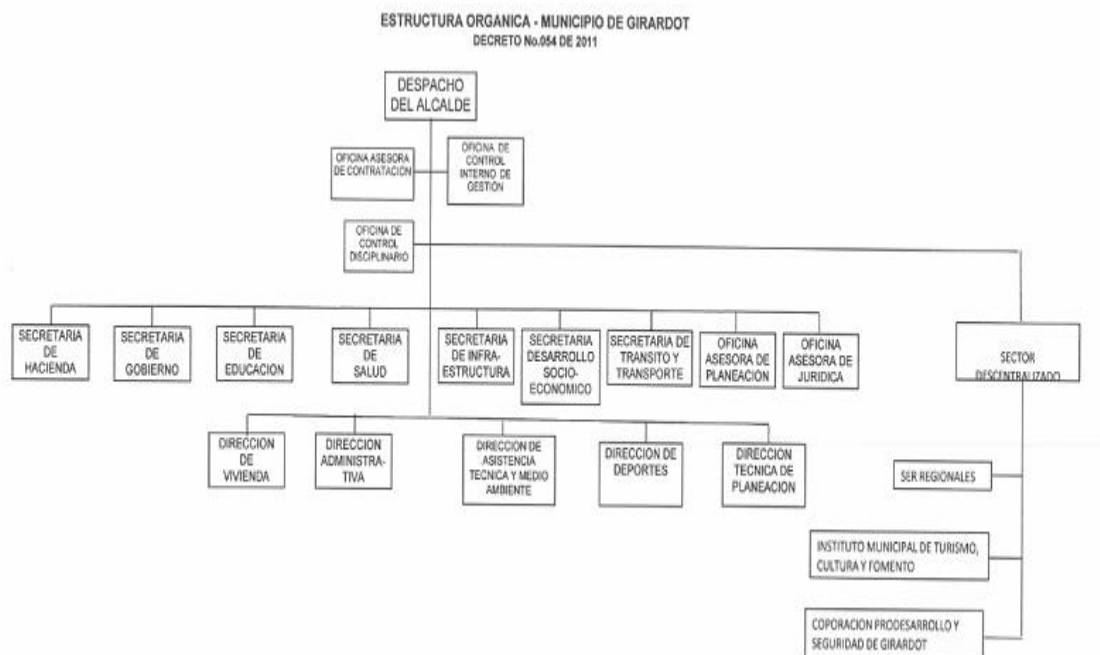 ESTRUCTURA ORGANICA - MUNICIPIO DE GIRARDOT
DECRETO No.054 DE 2011
DESPACHO
DEL ALCALDE
OFICINA ASESORA
DE CONTRATACIÓN
OFICINA DE
CONTROL
INTERNO DE
GESTIÓN
OFICINA DE
CONTROL
DISCIPLINARIO
SECRETARIA
DE
HACIENDA
SECRETARIA
DE
GOBIERNO
SECRETARIA
DE
EDUCACION
SECRETARIA
DE
SALUD
SECRETARIA
DE INFRA-
ESTRUCTURA
SECRETARIA
DESARROLLO
SOCIO-
ECONOMICO
SECRETARIA DE
TRANSITO Y
TRANSPORTE
OFICINA
ASESORA DE
PLANEACIÓN
OFICINA
ASESORA DE
JURIDICA
SECTOR
DESCENTRALIZADO
DIRECCION
DE
VIVIENDA
DIRECCION
ADMINISTRA-
TIVA
DIRECCION DE
ASISTENCIA
TECNICA Y MEDIO
AMBIENTE
DIRECCION DE
DEPORTES
DIRECCION
TECNICA DE
PLANEACION
SER REGIONALES
INSTITUTO MUNICIPAL DE TURISMO,
CULTURA Y FOMENTO
COPORACION PRODESARROLLO Y
SEGURIDAD DE GIRARDOT